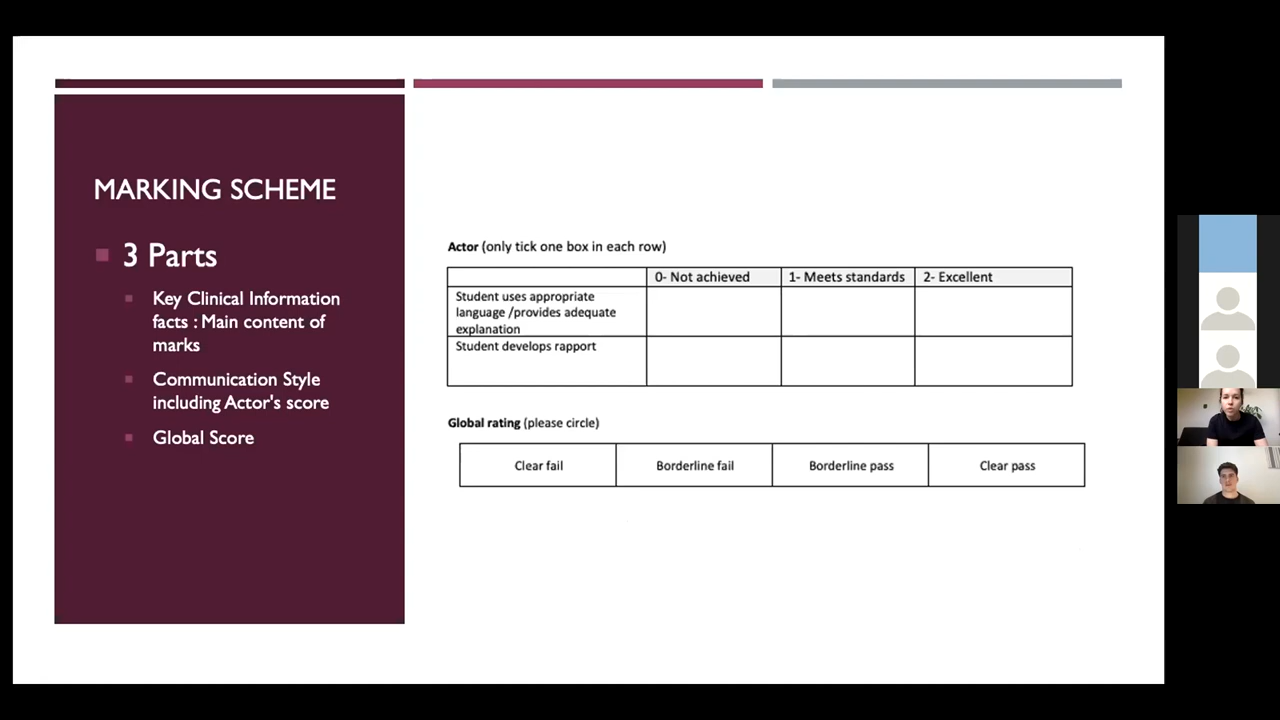 MARKING SCHEME
3 Parts
Key Clinical Information
facts : Main content of
marks
Communication Style
including Actor's score
Global Score
Actor (only tick one box in each row)
0- Not achieved 1- Meets standards 2- Excellent
Student uses appropriate
language /provides adequate
explanation
Student develops rapport
Global rating (please circle)
Clear fail Borderline fail Borderline pass Clear pass